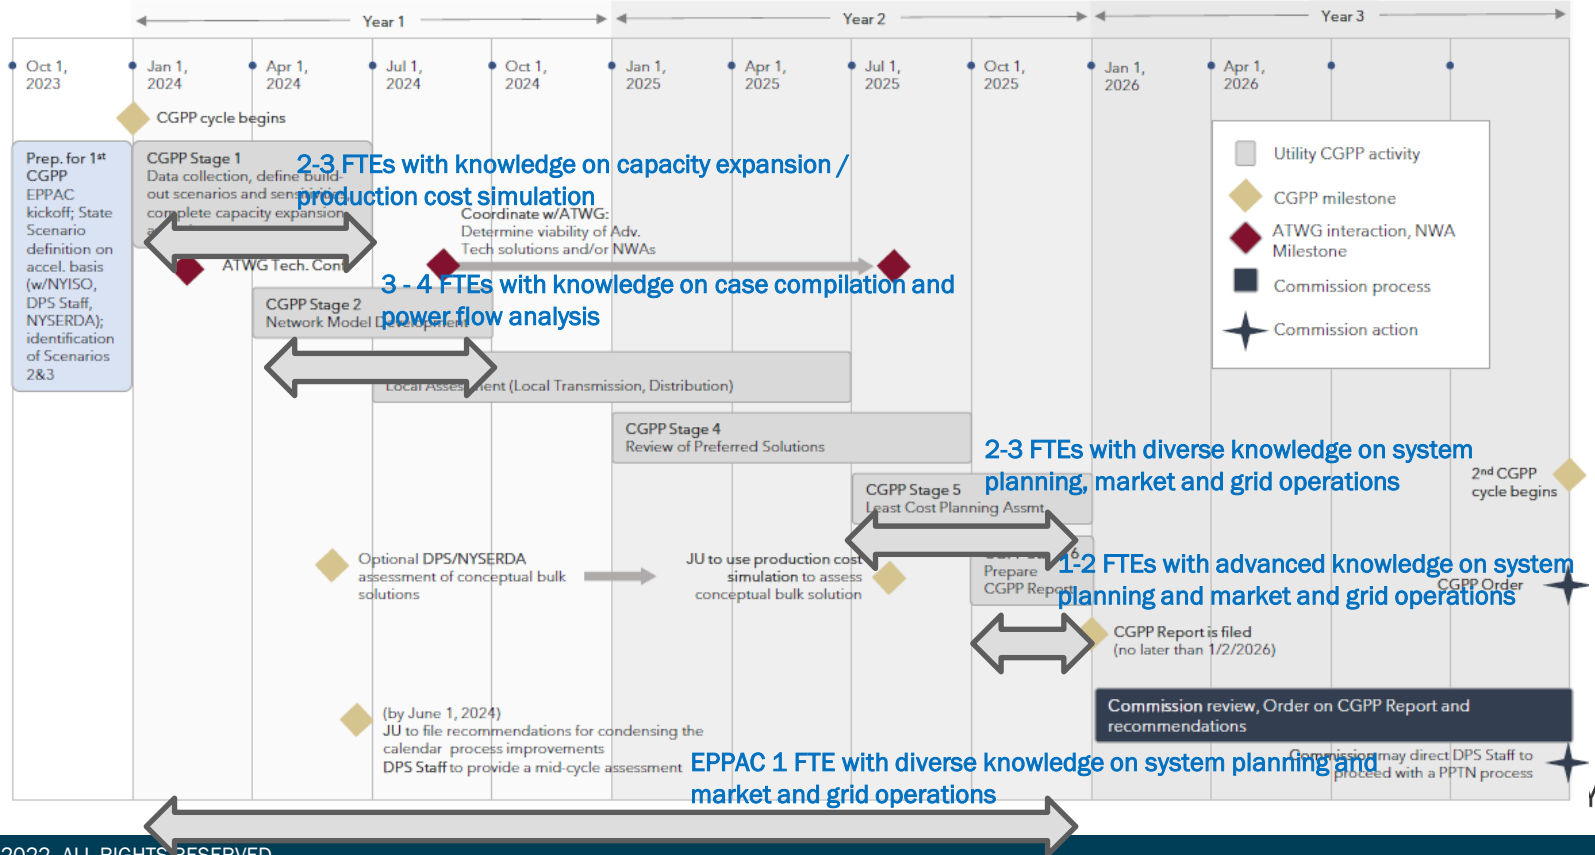 Year 1
Year 2
Year 3
Oct 1,
2023
Jan 1,
2024
Apr 1,
2024
Jul 1,
2024
Oct 1,
2024
Jan 1,
2025
Apr 1,
2025
Jul 1,
2025
Oct 1,
2025
Jan 1,
2026
Apr 1,
2026
CGPP cycle begins
Prep. for 1st
CGPP
EPPAC
kickoff; State
Scenario
definition on
accel. basis
(w/NYISO,
DPS Staff,
NYSERDA);
identification
of Scenarios
2&3
CGPP Stage 1
Data collection, define build-
out scenarios and sensitivities,
complete capacity expansion
2-3 FTEs with knowledge on capacity expansion /
production cost simulation
Coordinate w/ATWG:
Determine viability of Adv.
Tech solutions and/or NWAs
ATWG Tech. Conf
3 - 4 FTEs with knowledge on case compilation and
power flow analysis
CGPP Stage 2
Network Model Development
Local Assessment (Local Transmission, Distribution)
CGPP Stage 4
Review of Preferred Solutions
2-3 FTEs with diverse knowledge on system
planning, market and grid operations
CGPP Stage 5
Least Cost Planning Assmt
Utility CGPP activity
CGPP milestone
ATWG interaction, NWA
Milestone
Commission process
Commission action
2nd CGPP
cycle begins
Optional DPS/NYSERDA
assessment of conceptual bulk
solutions
JU to use production cost
simulation to assess
conceptual bulk solution
6
Prepare
CGPP Report
1-2 FTEs with advanced knowledge on system
planning and market and grid operations
CGPP Order
CGPP Report is filed
(no later than 1/2/2026)
Commission review, Order on CGPP Report and
recommendations
(by June 1, 2024)
JU to file recommendations for condensing the
calendar process improvements
DPS Staff to provide a mid-cycle assessment
EPPAC 1 FTE with diverse knowledge on system planning and
market and grid operations
Commission may direct DPS Staff to
proceed with a PPTN process
2022. ALL RIGHTS RESERVED